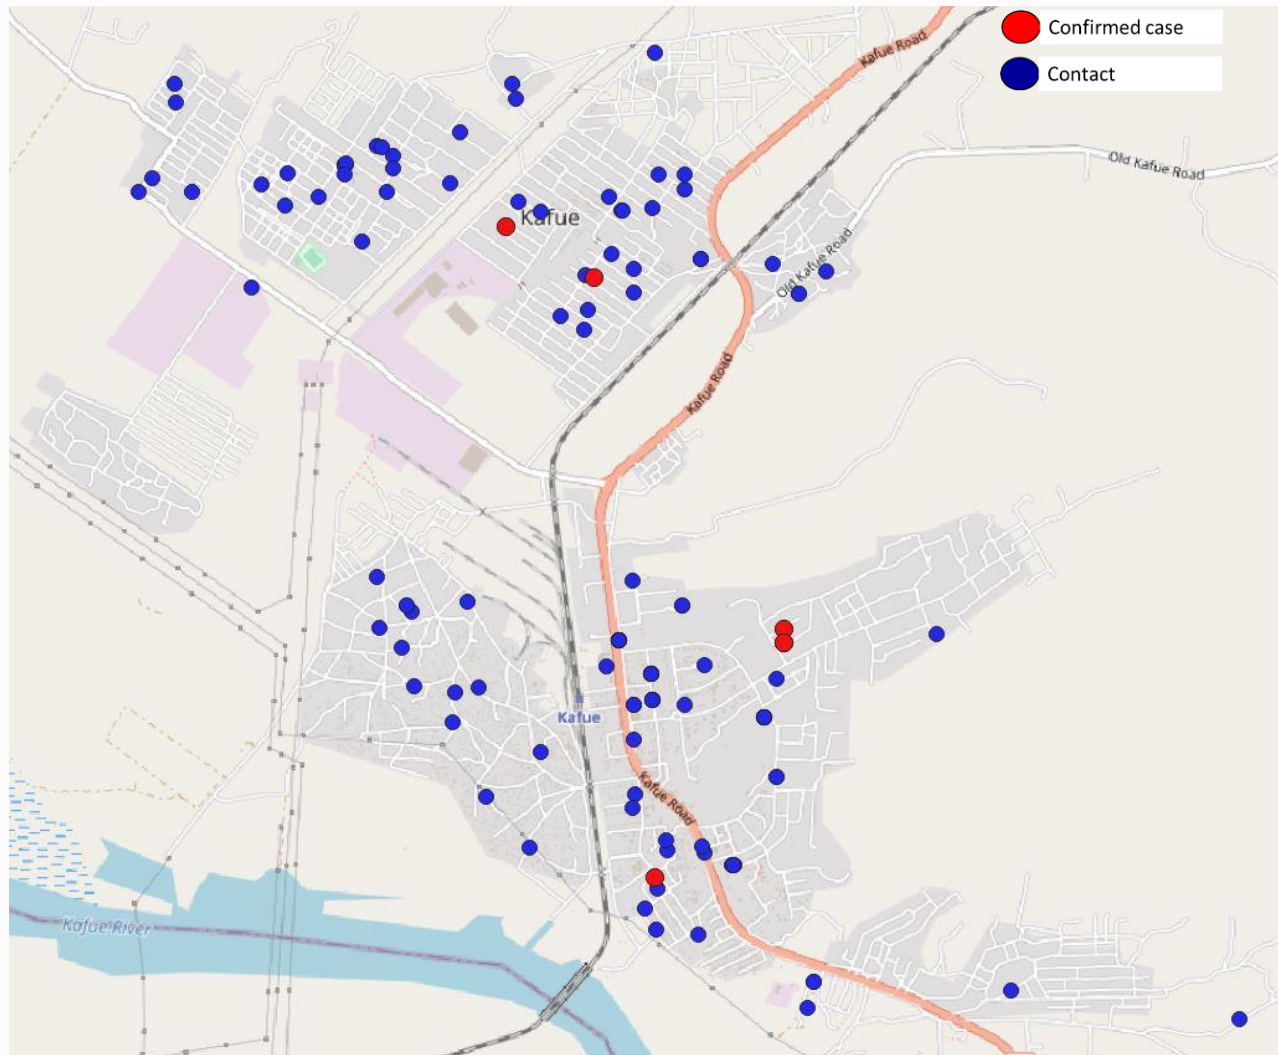 Confirmed case
Contact
Kafue Road
Old Kafue Road
Kafue
Old Kafue Road
Kafue Road
Kafue
Kafue Road
Kafue River